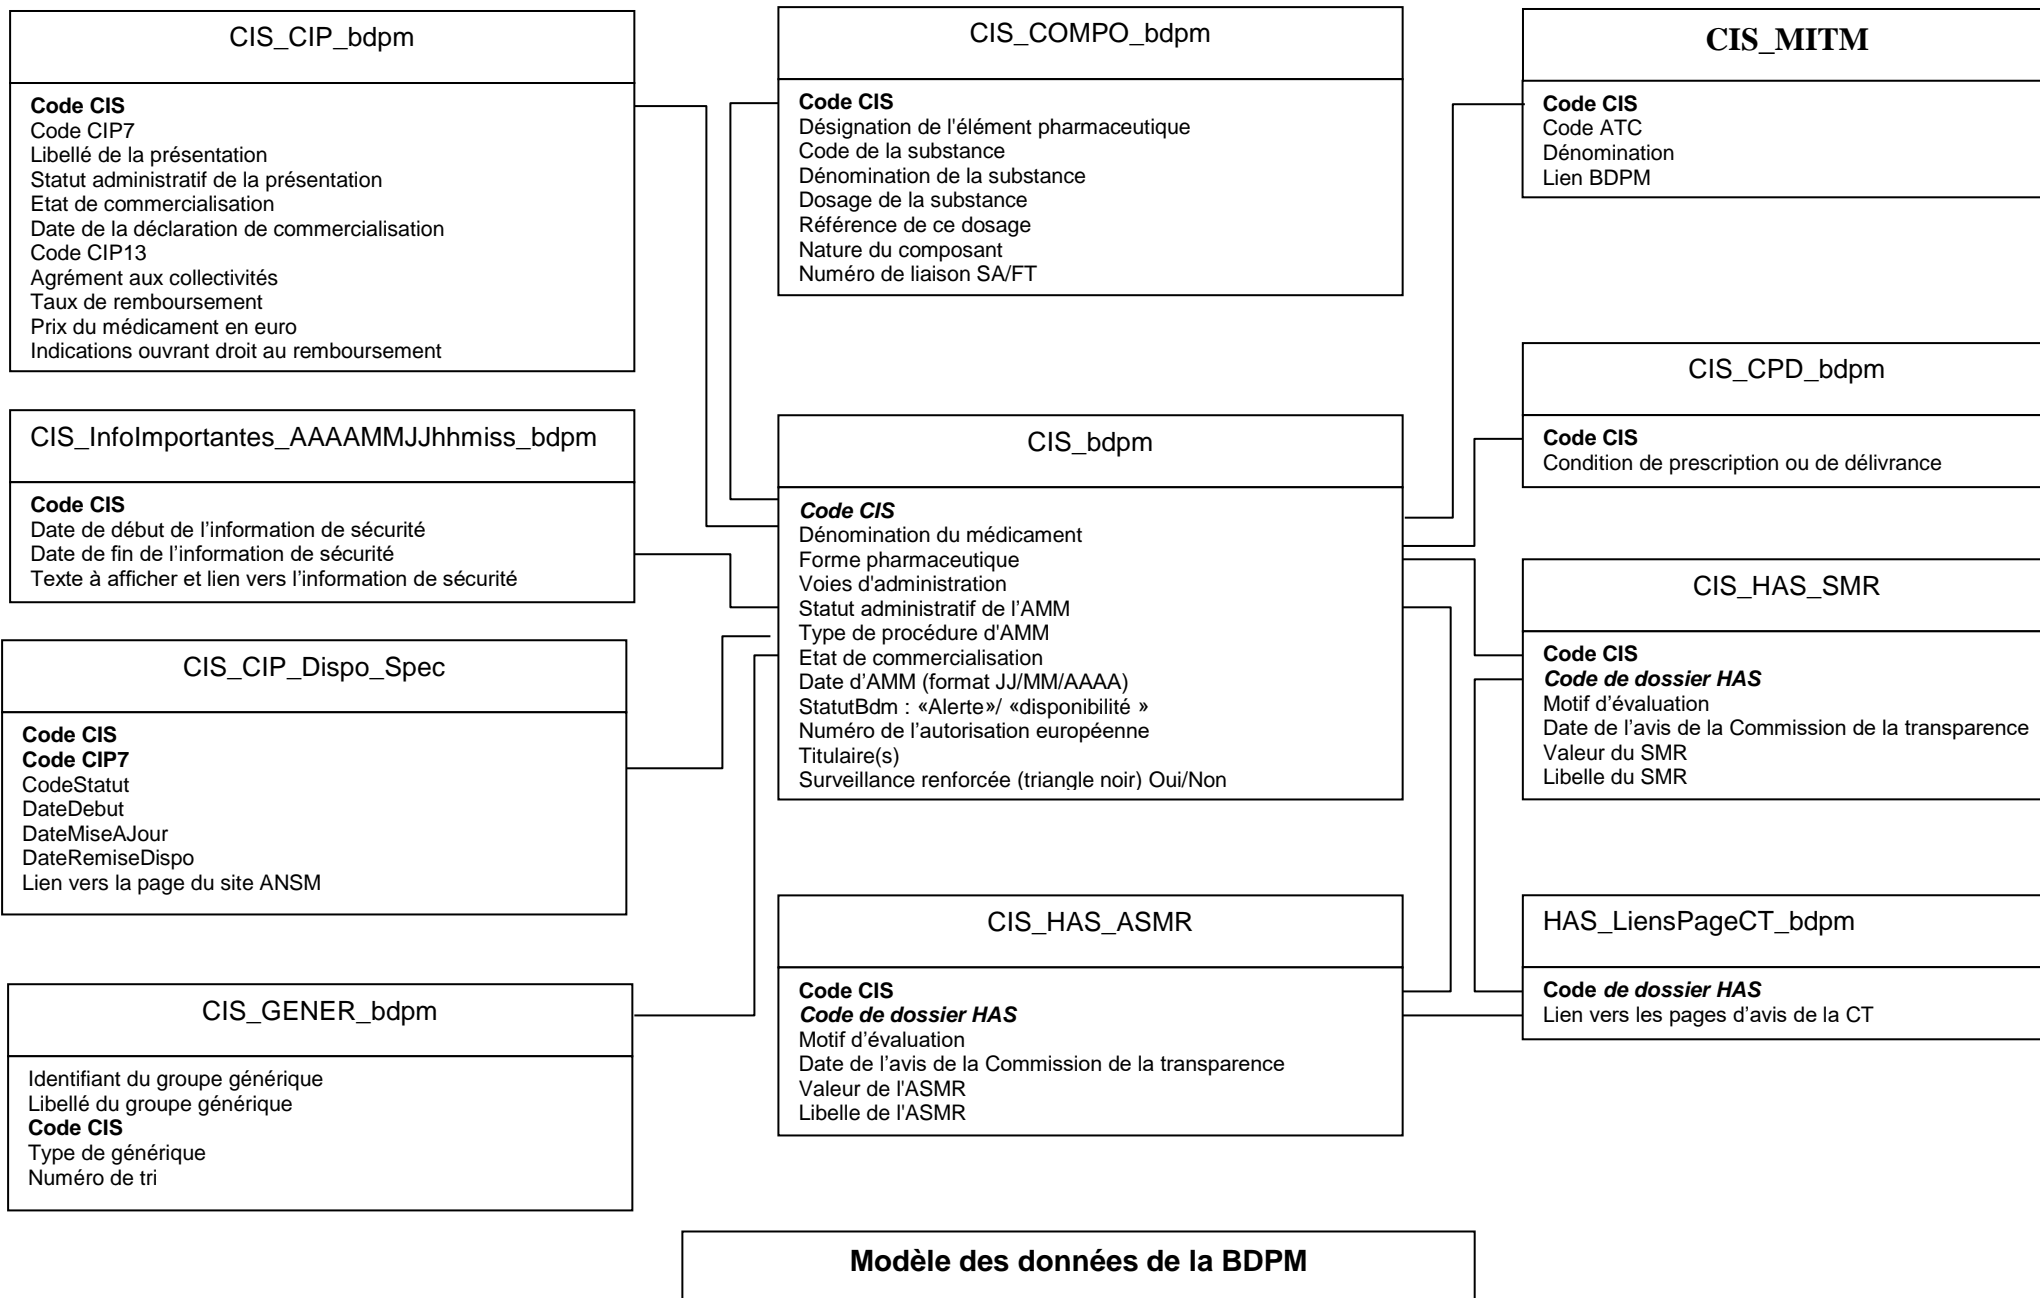 CIS_CIP_bdpm
Code CIS
Code CIP7
Libellé de la présentation
Statut administratif de la présentation
Etat de commercialisation
Date de la déclaration de commercialisation
Code CIP13
Agrément aux collectivités
Taux de remboursement
Prix du médicament en euro
Indications ouvrant droit au remboursement
CIS_InfoImportantes_AAAAMMJJhhmiss_bdpm
Code CIS
Date de début de l’information de sécurité
Date de fin de l’information de sécurité
Texte à afficher et lien vers l’information de sécurité
CIS_CIP_Dispo_Spec
Code CIS
Code CIP7
CodeStatut
DateDebut
DateMiseAJour
DateRemiseDispo
Lien vers la page du site ANSM
CIS_GENER_bdpm
Identifiant du groupe générique
Libellé du groupe générique
Code CIS
Type de générique
Numéro de tri
CIS_COMPO_bdpm
Code CIS
Désignation de l'élément pharmaceutique
Code de la substance
Dénomination de la substance
Dosage de la substance
Référence de ce dosage
Nature du composant
Numéro de liaison SA/FT
CIS_bdpm
Code CIS
Dénomination du médicament
Forme pharmaceutique
Voies d'administration
Statut administratif de l’AMM
Type de procédure d'AMM
Etat de commercialisation
Date d’AMM (format JJ/MM/AAAA)
StatutBdm : «Alerte»/ «disponibilité »
Numéro de l’autorisation européenne
Titulaire(s)
Surveillance renforcée (triangle noir) Oui/Non
CIS_HAS_ASMR
Code CIS
Code de dossier HAS
Motif d’évaluation
Date de l’avis de la Commission de la transparence
Valeur de l'ASMR
Libelle de l'ASMR
CIS_MITM
Code CIS
Code ATC
Dénomination
Lien BDPM
CIS_CPD_bdpm
Code CIS
Condition de prescription ou de délivrance
CIS_HAS_SMR
Code CIS
Code de dossier HAS
Motif d’évaluation
Date de l’avis de la Commission de la transparence
Valeur du SMR
Libelle du SMR
HAS_LiensPageCT_bdpm
Code de dossier HAS
Lien vers les pages d’avis de la CT
Modèle des données de la BDPM